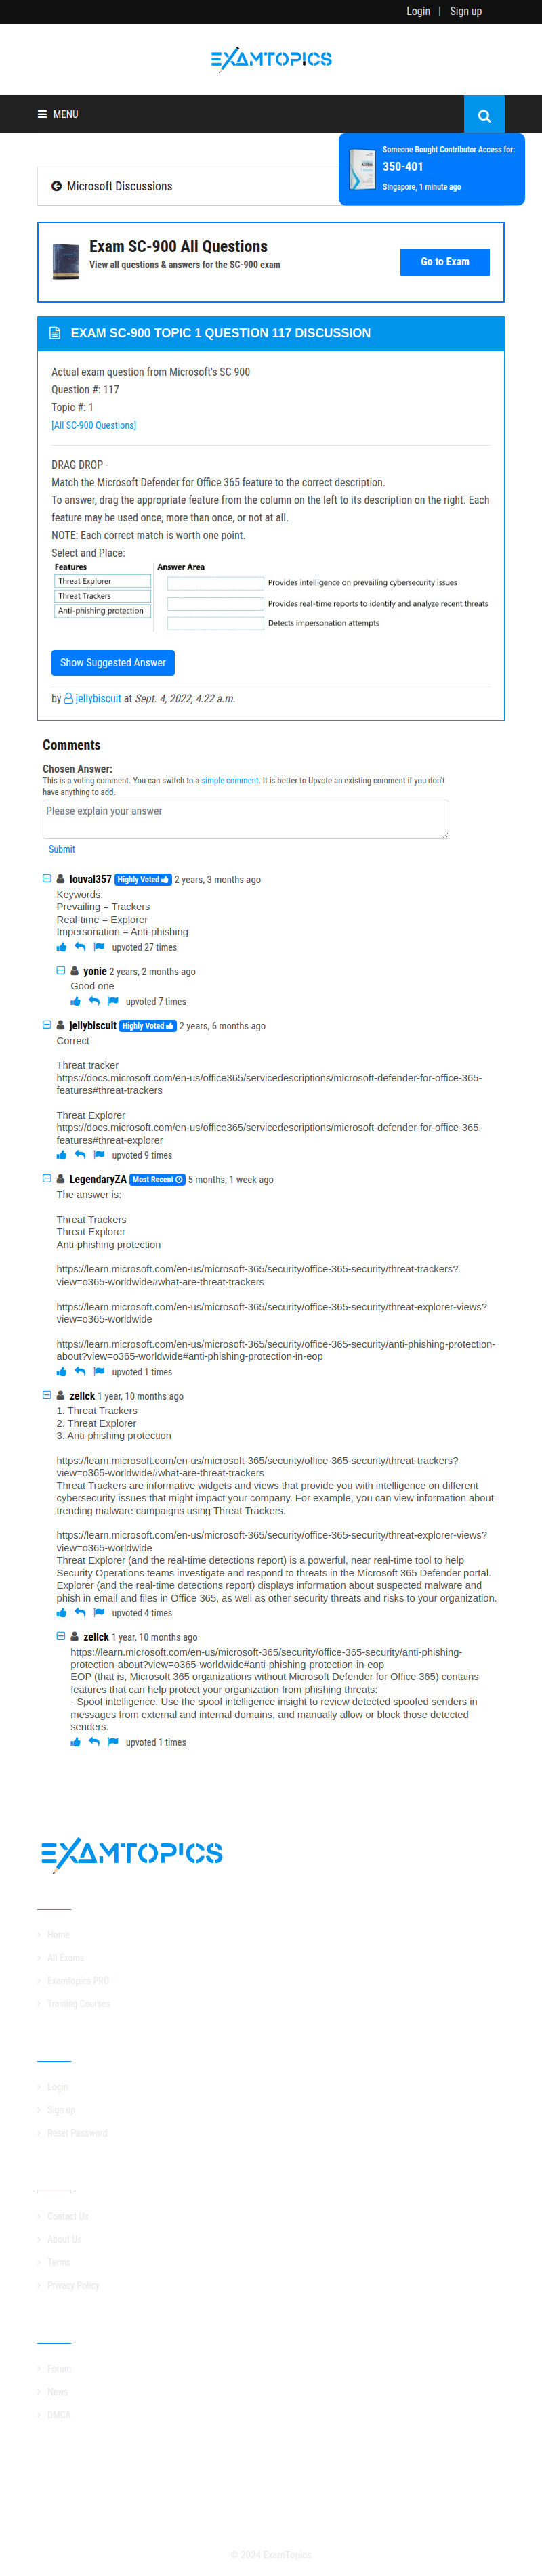 Login | Sign up
EXAMTOPICS
MENU
Someone Bought Contributor Access for:
350-401
Singapore, 1 minute ago
Microsoft Discussions
Exam SC-900 All Questions
View all questions & answers for the SC-900 exam
Go to Exam
EXAM SC-900 TOPIC 1 QUESTION 117 DISCUSSION
Actual exam question from Microsoft's SC-900
Question #: 117
Topic #: 1
[All SC-900 Questions]
DRAG DROP -
Match the Microsoft Defender for Office 365 feature to the correct description.
To answer, drag the appropriate feature from the column on the left to its description on the right. Each
feature may be used once, more than once, or not at all.
NOTE: Each correct match is worth one point.
Select and Place:
Features Answer Area
Threat Explorer Provides intelligence on prevailing cybersecurity issues
Threat Trackers Provides real-time reports to identify and analyze recent threats
Anti-phishing protection Detects impersonation attempts
Show Suggested Answer
by jellybiscuit at Sept. 4, 2022, 4:22 a.m.
Comments
Chosen Answer:
This is a voting comment. You can switch to a simple comment. It is better to Upvote an existing comment if you don't
have anything to add.
Please explain your answer
Submit
louval357 Highly Voted 2 years, 3 months ago
Keywords:
Prevailing = Trackers
Real-time = Explorer
Impersonation = Anti-phishing
upvoted 27 times
yonie 2 years, 2 months ago
Good one
upvoted 7 times
jellybiscuit Highly Voted 2 years, 6 months ago
Correct
Threat tracker
https://docs.microsoft.com/en-us/office365/servicedescriptions/microsoft-defender-for-office-365-
features#threat-trackers
Threat Explorer
https://docs.microsoft.com/en-us/office365/servicedescriptions/microsoft-defender-for-office-365-
features#threat-explorer
upvoted 9 times
LegendaryZA Most Recent 5 months, 1 week ago
The answer is:
Threat Trackers
Threat Explorer
Anti-phishing protection
https://learn.microsoft.com/en-us/microsoft-365/security/office-365-security/threat-trackers?
view=o365-worldwide#what-are-threat-trackers
https://learn.microsoft.com/en-us/microsoft-365/security/office-365-security/threat-explorer-views?
view=o365-worldwide
https://learn.microsoft.com/en-us/microsoft-365/security/office-365-security/anti-phishing-protection-
about?view=o365-worldwide#anti-phishing-protection-in-eop
upvoted 1 times
zellck 1 year, 10 months ago
1. Threat Trackers
2. Threat Explorer
3. Anti-phishing protection
https://learn.microsoft.com/en-us/microsoft-365/security/office-365-security/threat-trackers?
view=o365-worldwide#what-are-threat-trackers
Threat Trackers are informative widgets and views that provide you with intelligence on different
cybersecurity issues that might impact your company. For example, you can view information about
trending malware campaigns using Threat Trackers.
https://learn.microsoft.com/en-us/microsoft-365/security/office-365-security/threat-explorer-views?
view=o365-worldwide
Threat Explorer (and the real-time detections report) is a powerful, near real-time tool to help
Security Operations teams investigate and respond to threats in the Microsoft 365 Defender portal.
Explorer (and the real-time detections report) displays information about suspected malware and
phish in email and files in Office 365, as well as other security threats and risks to your organization.
upvoted 4 times
zellck 1 year, 10 months ago
https://learn.microsoft.com/en-us/microsoft-365/security/office-365-security/anti-phishing-
protection-about?view=o365-worldwide#anti-phishing-protection-in-eop
EOP (that is, Microsoft 365 organizations without Microsoft Defender for Office 365) contains
features that can help protect your organization from phishing threats:
- Spoof intelligence: Use the spoof intelligence insight to review detected spoofed senders in
messages from external and internal domains, and manually allow or block those detected
senders.
upvoted 1 times
EXAMTOPICS
Home
All Exams
Examtopics PRO
Training Courses
Login
Sign up
Reset Password
Contact Us
About Us
Terms
Privacy Policy
Forum
News
DMCA
© 2024 ExamTopics